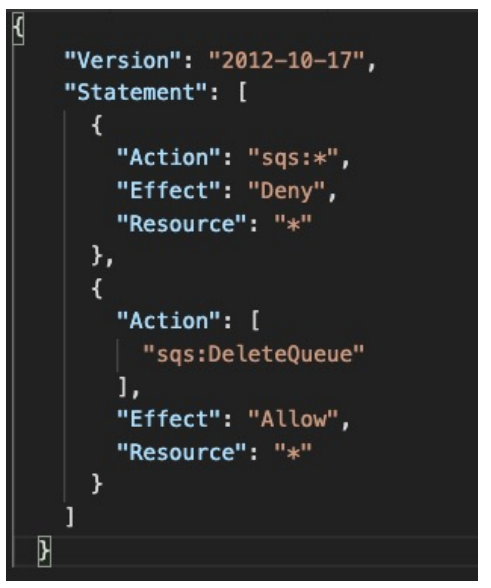 {
"Version": "2012-10-17",
"Statement": [
{
"Action": "sqs:*",
"Effect": "Deny",
"Resource": "*"
},
{
"Action": [
"sqs:DeleteQueue"
],
"Effect": "Allow",
"Resource": "*"
}
]
}